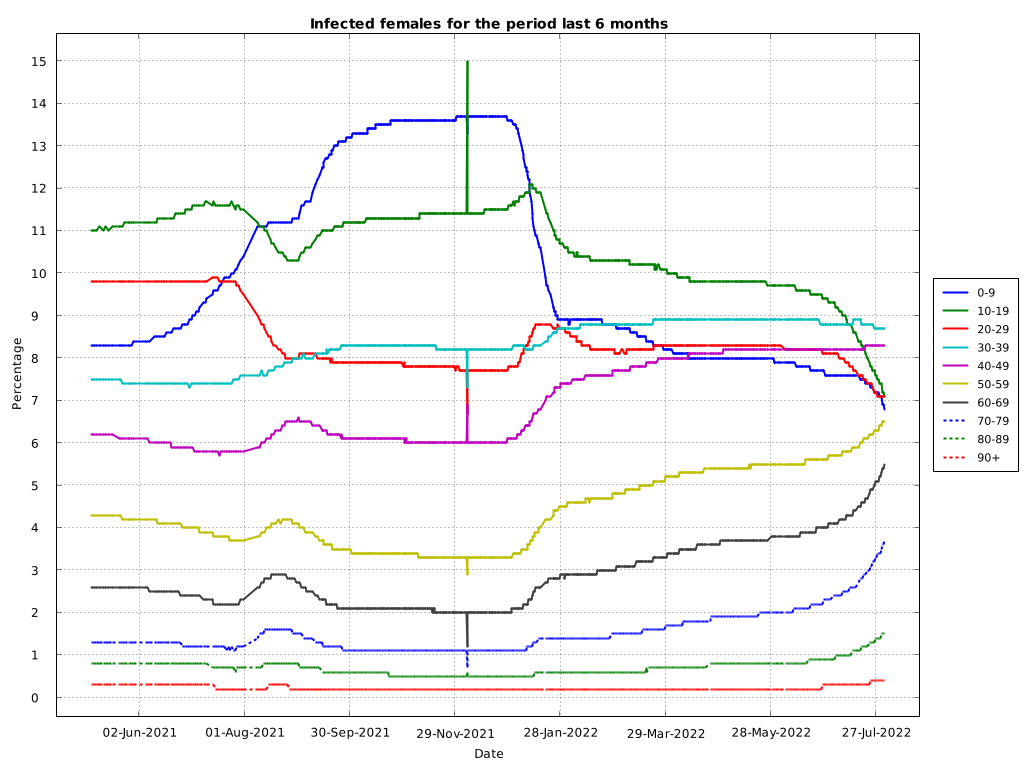 Infected females for the period last 6 months
Percentage
15
14
13
12
11
10
9
8
7
6
5
4
3
2
1
0
02-Jun-2021
01-Aug-2021
30-Sep-2021
29-Nov-2021
28-Jan-2022
29-Mar-2022
28-May-2022
27-Jul-2022
Date
0-9
10-19
20-29
30-39
40-49
50-59
60-69
70-79
80-89
90+